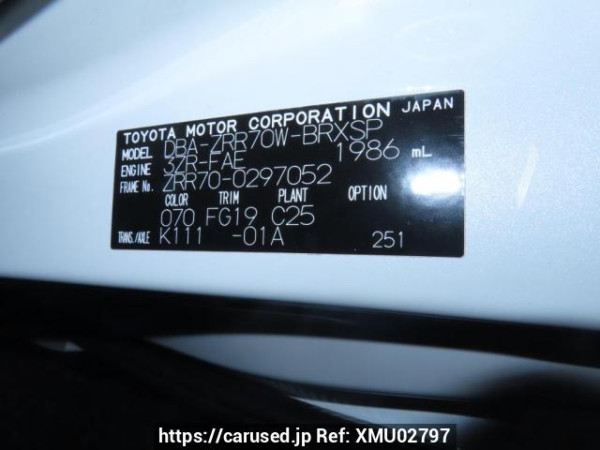 TOYOTA MOTOR CORPORATION JAPAN
MODEL DBA-ZRR70W-BRXSP
ENGINE 3ZR-FAE 1986 mL
FRAME No. ZRR70-0297052
COLOR TRIM PLANT
070 FG19 C25
TRANS./AXLE K111 -01A 251
https://carused.jp Ref: XMU02797